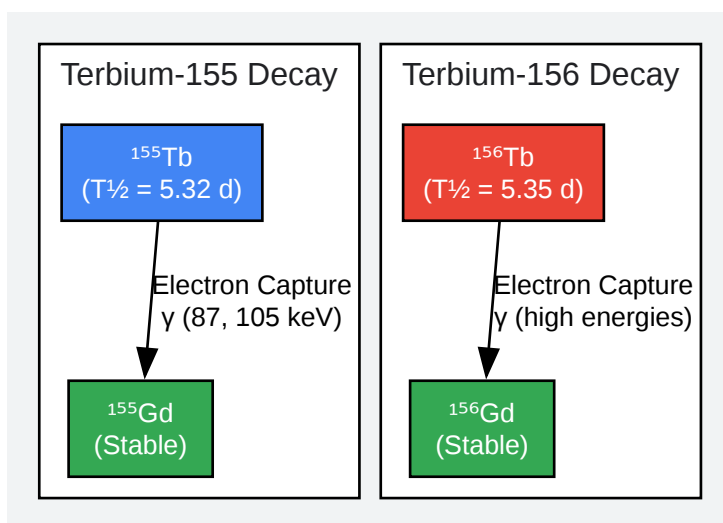 Terbium-155 Decay
¹⁵⁵Tb
(T½ = 5.32 d)
Electron Capture
γ (87, 105 keV)
¹⁵⁵Gd
(Stable)
Terbium-156 Decay
¹⁵⁶Tb
(T½ = 5.35 d)
Electron Capture
γ (high energies)
¹⁵⁶Gd
(Stable)